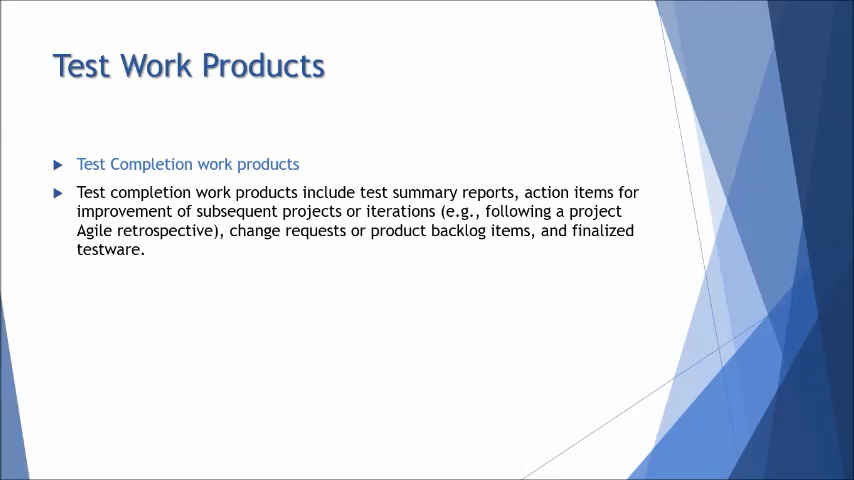 Test Work Products
Test Completion work products
Test completion work products include test summary reports, action items for
improvement of subsequent projects or iterations (e.g., following a project
Agile retrospective), change requests or product backlog items, and finalized
testware.